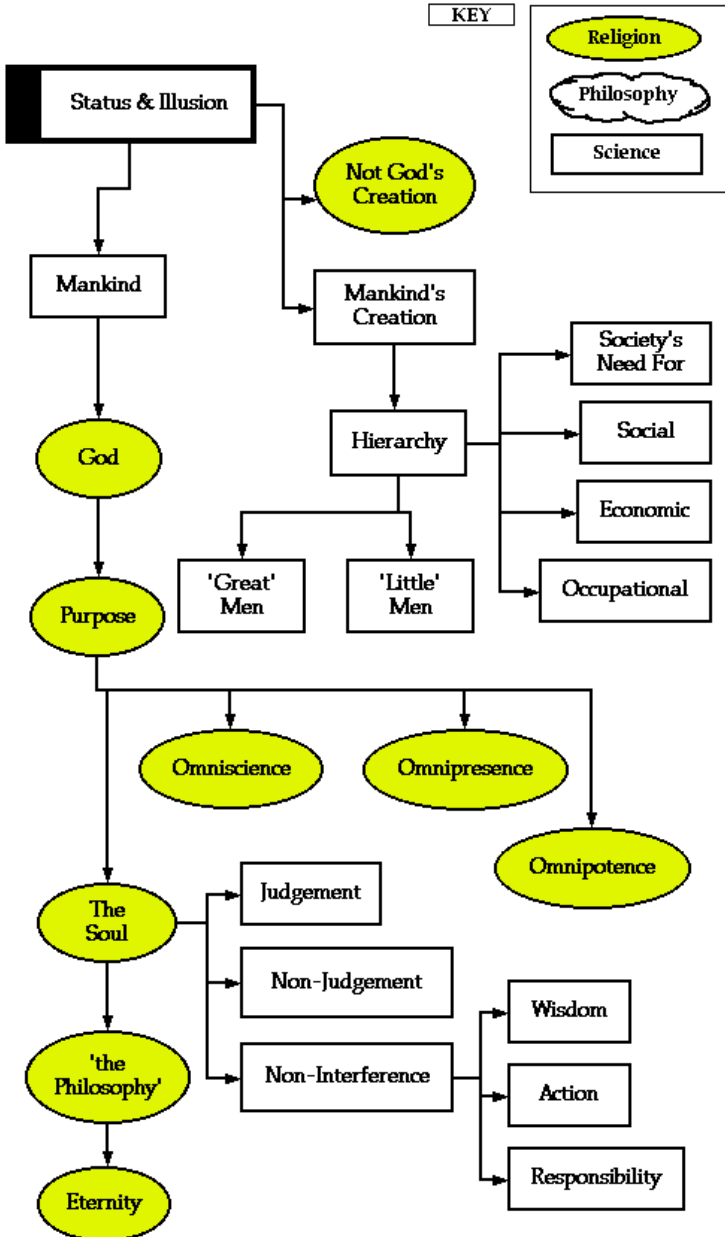 KEY
Religion
Philosophy
Science
Status & Illusion
Not God's
Creation
Mankind
Mankind's
Creation
Society's
Need For
Hierarchy
Social
God
Economic
'Great'
Men
'Little'
Men
Occupational
Purpose
Omniscience
Omnipresence
Omnipotence
The
Soul
Judgement
Non-Judgement
Wisdom
'the
Philosophy'
Non-Interference
Action
Responsibility
Eternity